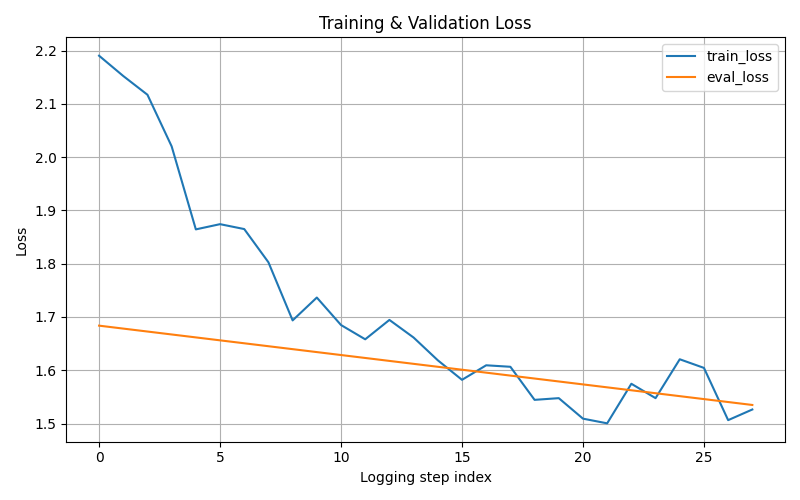 Training & Validation Loss
train_loss
eval_loss
Loss
2.2
2.1
2.0
1.9
1.8
1.7
1.6
1.5
0 5 10 15 20 25
Logging step index